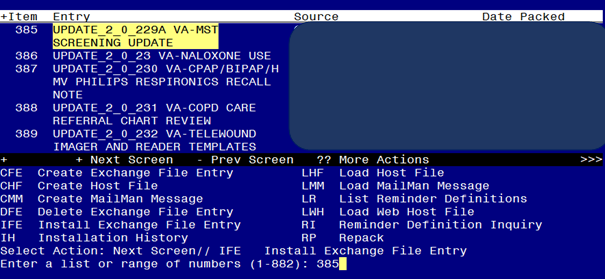 +Item  Entry  Source  Date Packed
385  UPDATE_2_0_229A VA-MST
SCREENING UPDATE
386  UPDATE_2_0_23 VA-NALOXONE USE
387  UPDATE_2_0_230 VA-CPAP/BIPAP/H
MV PHILIPS RESPIRONICS RECALL
NOTE
388  UPDATE_2_0_231 VA-COPD CARE
REFERRAL CHART REVIEW
389  UPDATE_2_0_232 VA-TELEWOUND
IMAGER AND READER TEMPLATES
+  + Next Screen  - Prev Screen  ?? More Actions  >>>
CFE  Create Exchange File Entry  LHF  Load Host File
CHF  Create Host File  LMM  Load MailMan Message
CMM  Create MailMan Message  LR  List Reminder Definitions
DFE  Delete Exchange File Entry  LWH  Load Web Host File
IFE  Install Exchange File Entry  RI  Reminder Definition Inquiry
IH  Installation History  RP  Repack
Select Action: Next Screen// IFE  Install Exchange File Entry
Enter a list or range of numbers (1-882): 385